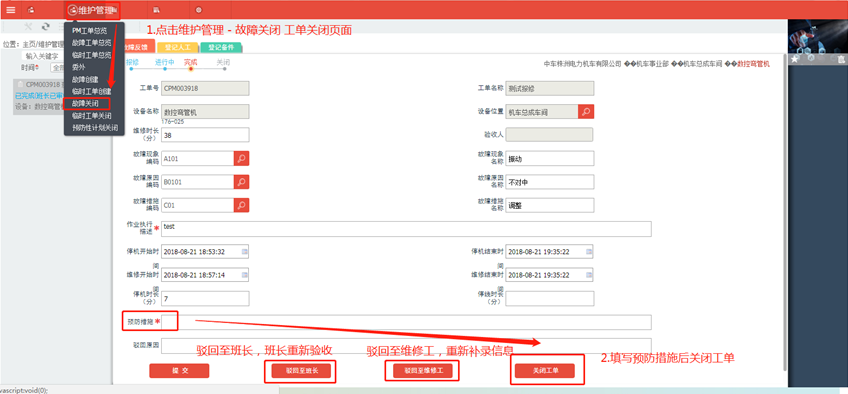 维护管理
1.点击维护管理 - 故障关闭 工单关闭页面
位置: 主页/维护管理
输入关键字
时间
全部
PM工单总览
故障工单总览
临时工单总览
委外
故障创建
临时工单创建
故障关闭
临时工单关闭
预防性计划关闭
CPM003918
已完成/班长已审
设备: 数控弯管机
故障反馈
登记人工
登记备件
报修
进行中
完成
关闭
中车株洲电力机车有限公司 ��机车事业部 ��机车总成车间 ��数控弯管机
工单号
CPM003918
工单名称
测试报修
设备名称
数控弯管机
176-025
设备位置
机车总成车间
维修时长（分）
38
验收人
故障现象编码
A101
故障现象名称
振动
故障原因编码
B0101
故障原因名称
不对中
故障措施编码
C01
故障措施名称
调整
作业执行描述*
test
停机开始时间
2018-08-21 18:53:32
停机结束时间
2018-08-21 19:35:22
维修开始时间
2018-08-21 18:57:14
维修结束时间
2018-08-21 19:35:22
停机时长（分）
7
停线时长（分）
预防措施*
驳回原因
驳回至班长，班长重新验收
驳回至维修工，重新补录信息
2.填写预防措施后关闭工单
提 交
驳回至班长
驳回至维修工
关闭工单
vascript:void(0);